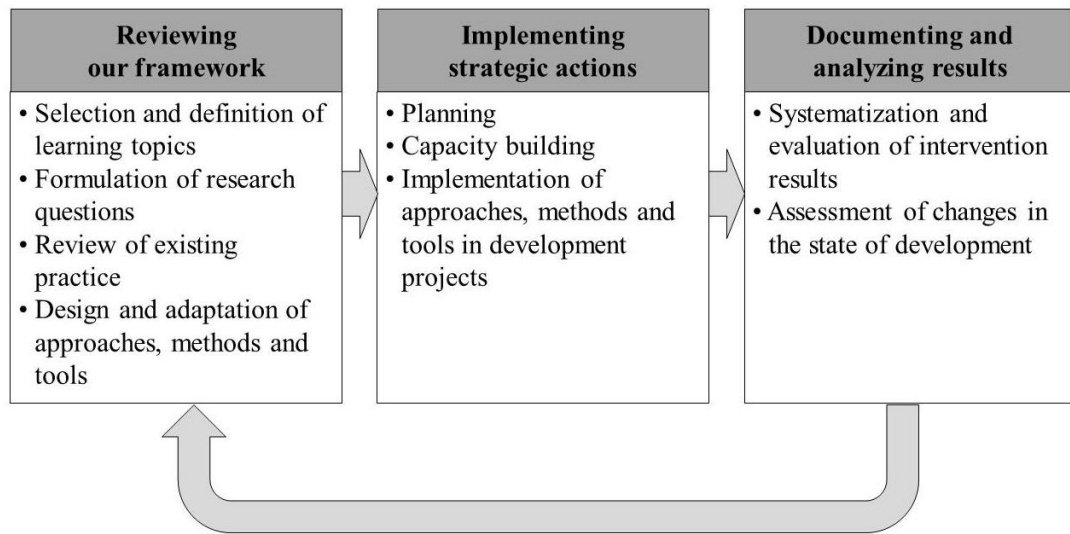 Reviewing
our framework
• Selection and definition of
learning topics
• Formulation of research
questions
• Review of existing
practice
• Design and adaptation of
approaches, methods and
tools
Implementing
strategic actions
• Planning
• Capacity building
• Implementation of
approaches, methods and
tools in development
projects
Documenting and
analyzing results
• Systematization and
evaluation of intervention
results
• Assessment of changes in
the state of development